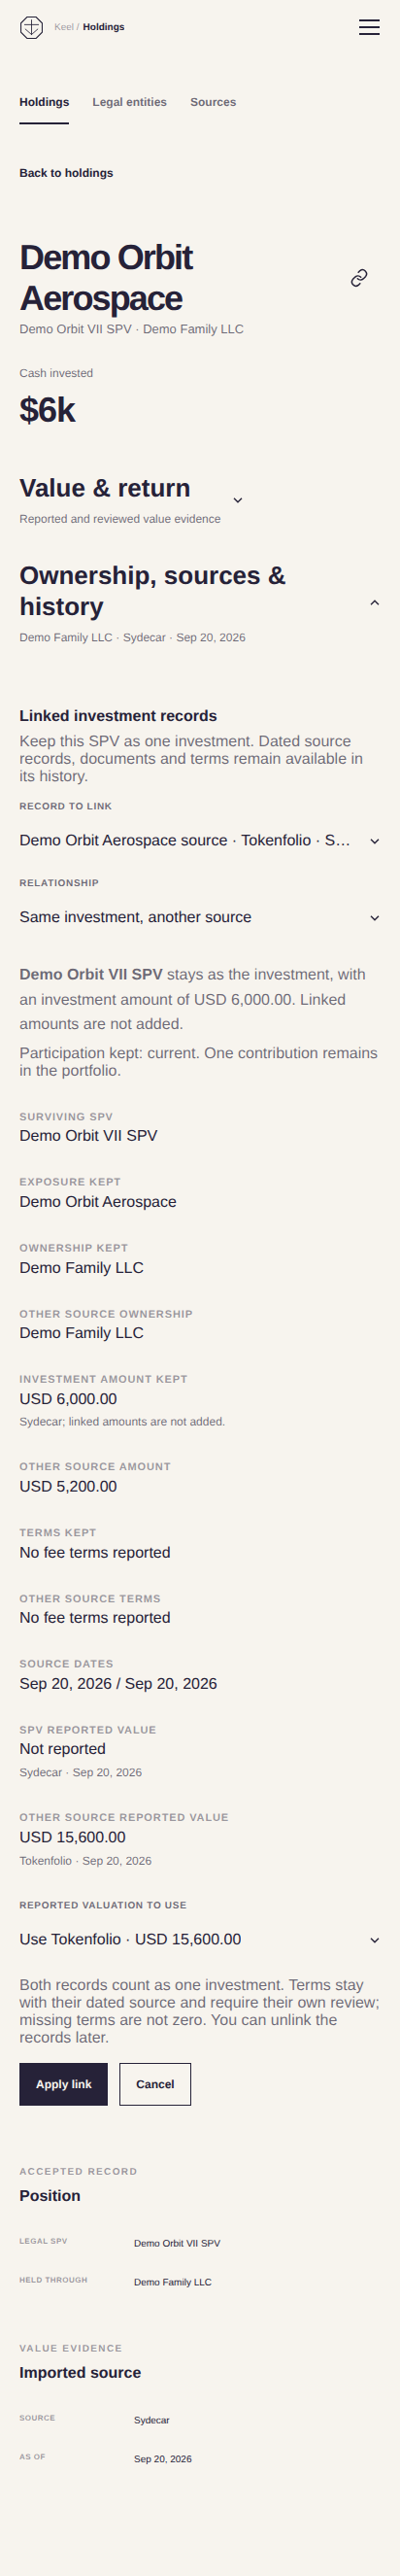 Keel / Holdings
Holdings Legal entities Sources
Back to holdings
Demo Orbit
Aerospace
Demo Orbit VII SPV · Demo Family LLC
Cash invested
$6k
Value & return
Reported and reviewed value evidence
Ownership, sources &
history
Demo Family LLC · Sydecar · Sep 20, 2026
Linked investment records
Keep this SPV as one investment. Dated source
records, documents and terms remain available in
its history.
RECORD TO LINK
Demo Orbit Aerospace source · Tokenfolio · S…
RELATIONSHIP
Same investment, another source
Demo Orbit VII SPV stays as the investment, with
an investment amount of USD 6,000.00. Linked
amounts are not added.
Participation kept: current. One contribution remains
in the portfolio.
SURVIVING SPV
Demo Orbit VII SPV
EXPOSURE KEPT
Demo Orbit Aerospace
OWNERSHIP KEPT
Demo Family LLC
OTHER SOURCE OWNERSHIP
Demo Family LLC
INVESTMENT AMOUNT KEPT
USD 6,000.00
Sydecar; linked amounts are not added.
OTHER SOURCE AMOUNT
USD 5,200.00
TERMS KEPT
No fee terms reported
OTHER SOURCE TERMS
No fee terms reported
SOURCE DATES
Sep 20, 2026 / Sep 20, 2026
SPV REPORTED VALUE
Not reported
Sydecar · Sep 20, 2026
OTHER SOURCE REPORTED VALUE
USD 15,600.00
Tokenfolio · Sep 20, 2026
REPORTED VALUATION TO USE
Use Tokenfolio · USD 15,600.00
Both records count as one investment. Terms stay
with their dated source and require their own review;
missing terms are not zero. You can unlink the
records later.
Apply link Cancel
ACCEPTED RECORD
Position
LEGAL SPV Demo Orbit VII SPV
HELD THROUGH Demo Family LLC
VALUE EVIDENCE
Imported source
SOURCE Sydecar
AS OF Sep 20, 2026